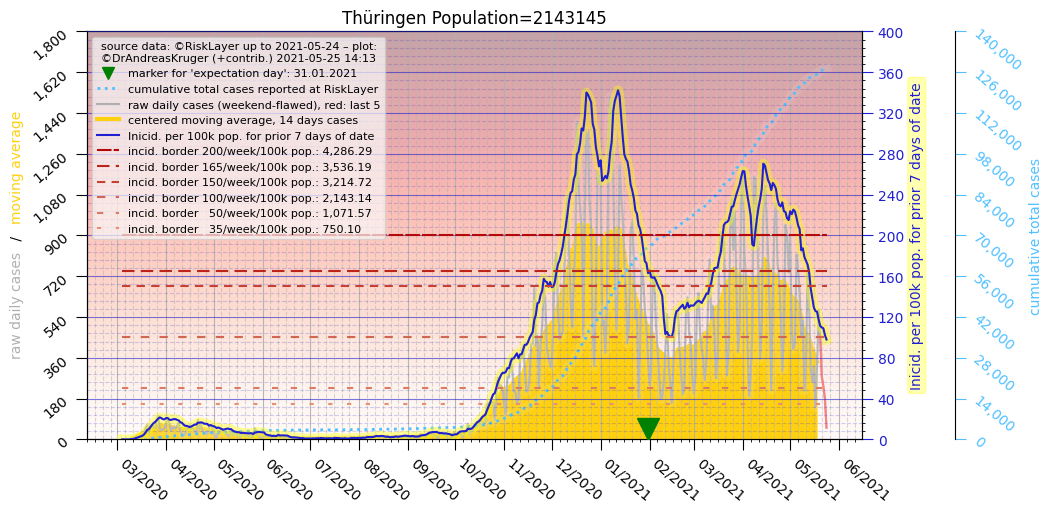 Thüringen Population=2143145
source data: ©RiskLayer up to 2021-05-24 – plot:
©DrAndreasKruger (+contrib.) 2021-05-25 14:13
marker for 'expectation day': 31.01.2021
cumulative total cases reported at RiskLayer
raw daily cases (weekend-flawed), red: last 5
centered moving average, 14 days cases
Inicid. per 100k pop. for prior 7 days of date
incid. border 200/week/100k pop.: 4,286.29
incid. border 165/week/100k pop.: 3,536.19
incid. border 150/week/100k pop.: 3,214.72
incid. border 100/week/100k pop.: 2,143.14
incid. border   50/week/100k pop.: 1,071.57
incid. border   35/week/100k pop.: 750.10
raw daily cases / moving average
1,800
1,620
1,440
1,260
1,080
900
720
540
360
180
0
03/2020
04/2020
05/2020
06/2020
07/2020
08/2020
09/2020
10/2020
11/2020
12/2020
01/2021
02/2021
03/2021
04/2021
05/2021
06/2021
400
360
320
280
240
200
160
120
80
40
0
Inicid. per 100k pop. for prior 7 days of date
140,000
126,000
112,000
98,000
84,000
70,000
56,000
42,000
28,000
14,000
0
cumulative total cases